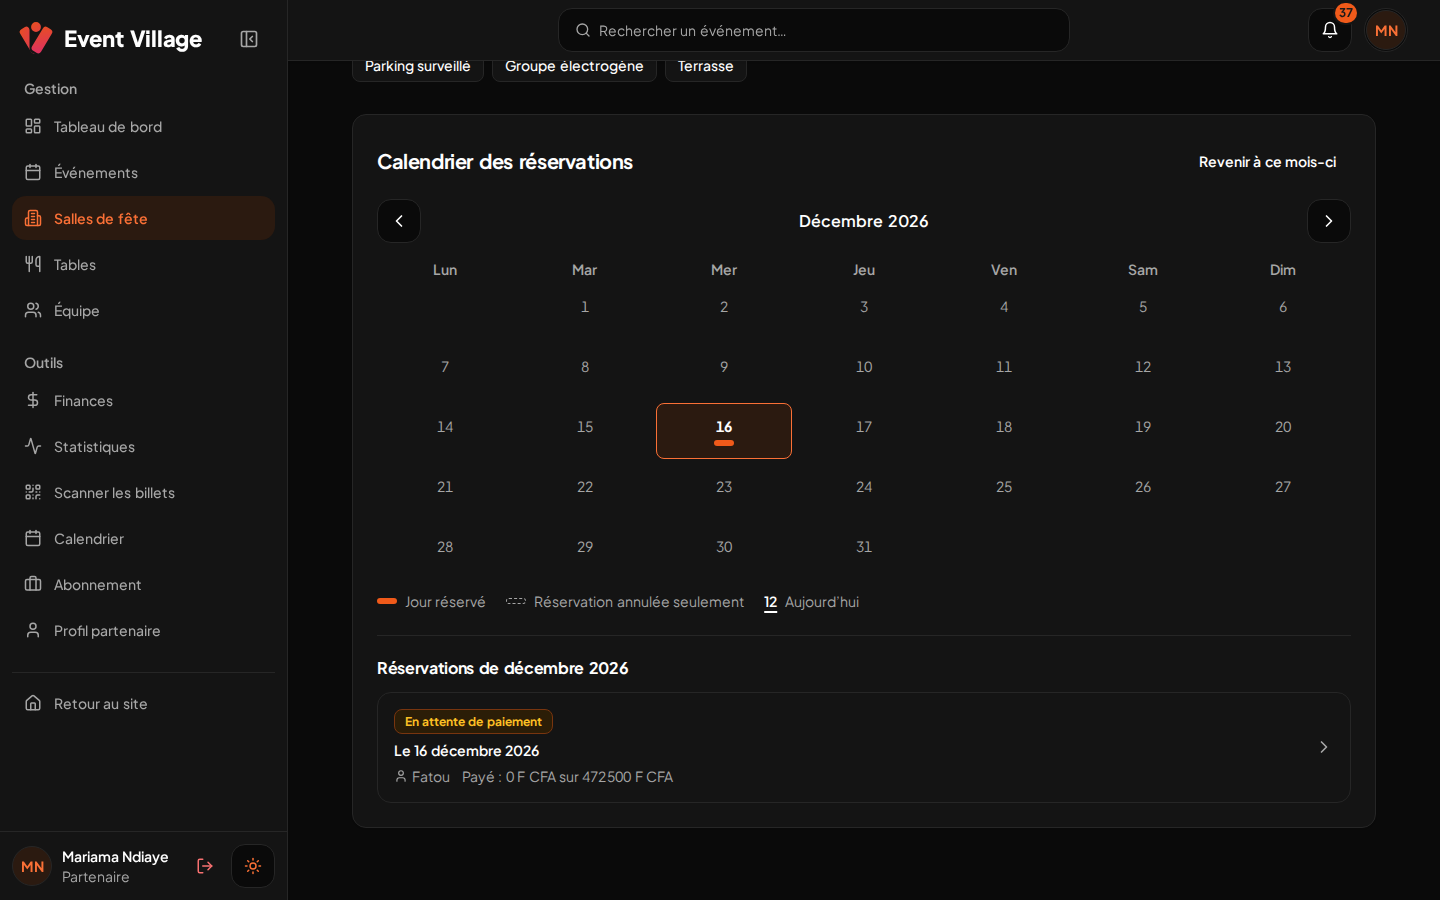 Event Village
Gestion
Tableau de bord
Événements
Salles de fête
Tables
Équipe
Outils
Finances
Statistiques
Scanner les billets
Calendrier
Abonnement
Profil partenaire
Retour au site
MN
Mariama Ndiaye
Partenaire
Rechercher un événement...
37
MN
Parking surveillé
Groupe électrogène
Terrasse
Calendrier des réservations
Revenir à ce mois-ci
Décembre 2026
Lun Mar Mer Jeu Ven Sam Dim
1 2 3 4 5 6
7 8 9 10 11 12 13
14 15 16 17 18 19 20
21 22 23 24 25 26 27
28 29 30 31
Jour réservé Réservation annulée seulement 12 Aujourd'hui
Réservations de décembre 2026
En attente de paiement
Le 16 décembre 2026
Fatou Payé : 0 F CFA sur 472500 F CFA